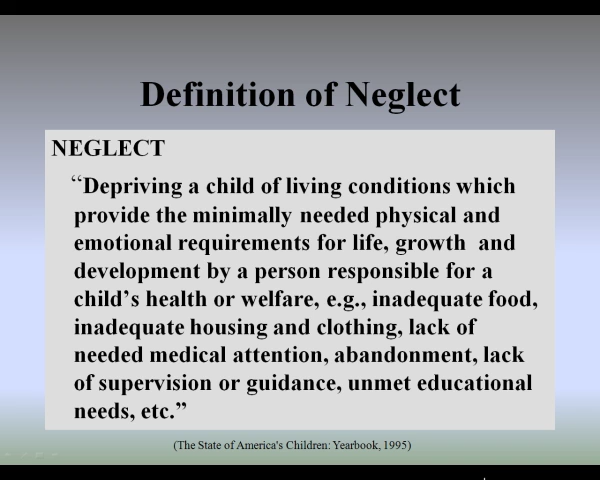 Definition of Neglect
NEGLECT
“Depriving a child of living conditions which
provide the minimally needed physical and
emotional requirements for life, growth and
development by a person responsible for a
child’s health or welfare, e.g., inadequate food,
inadequate housing and clothing, lack of
needed medical attention, abandonment, lack
of supervision or guidance, unmet educational
needs, etc.”
(The State of America's Children: Yearbook, 1995)